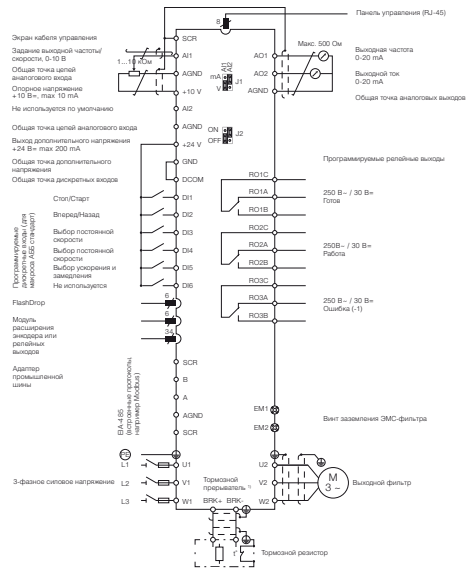 8
Панель управления (RJ-45)
Экран кабеля управления
SCR
Задание выходной частоты/
скорости, 0-10 В
AI1
1...10 кОм
Общая точка цепей
аналогового входа
AGND
Опорное напряжение
+10 В=, max 10 mA
+10 V
Не используется по умолчанию
AI2
Общая точка цепей аналогового входа
AGND
Выход дополнительного напряжения
+24 В= max 200 mA
+24 V
Общая точка дополнительного
напряжения
GND
Общая точка дискретных входов
DCOM
AI1
AI2
mA
V
J1
ON
OFF
J2
Макс. 500 Ом
AO1
Выходная частота
0-20 mA
AO2
Выходной ток
0-20 mA
AGND
Общая точка аналоговых выходов
Программируемые релейные выходы
Программируемые
дискретные входы (для
макроса АББ стандарт)
Стоп/Старт
DI1
Вперед/Назад
DI2
Выбор постоянной
скорости
DI3
Выбор постоянной
скорости
DI4
Выбор ускорения и
замедления
DI5
Не используется
DI6
RO1C
RO1A
RO1B
250 В~ / 30 В=
Готов
RO2C
RO2A
RO2B
250В~ / 30 В=
Работа
RO3C
RO3A
RO3B
250 В~ / 30 В=
Ошибка (-1)
FlashDrop
6
Модуль
расширения
энкодера или
релейных
выходов
6
34
Адаптер
промышленной
шины
EIA-485
(встроенные протоколы,
например Modbus)
SCR
B
A
AGND
SCR
EM1
EM2
Винт заземления ЭМС-фильтра
PE
3-фазное силовое напряжение
L1
U1
L2
V1
L3
W1
Тормозной
прерыватель 1)
BRK+ BRK-
U2
V2
W2
M
3 ~
Выходной фильтр
t°
Тормозной резистор